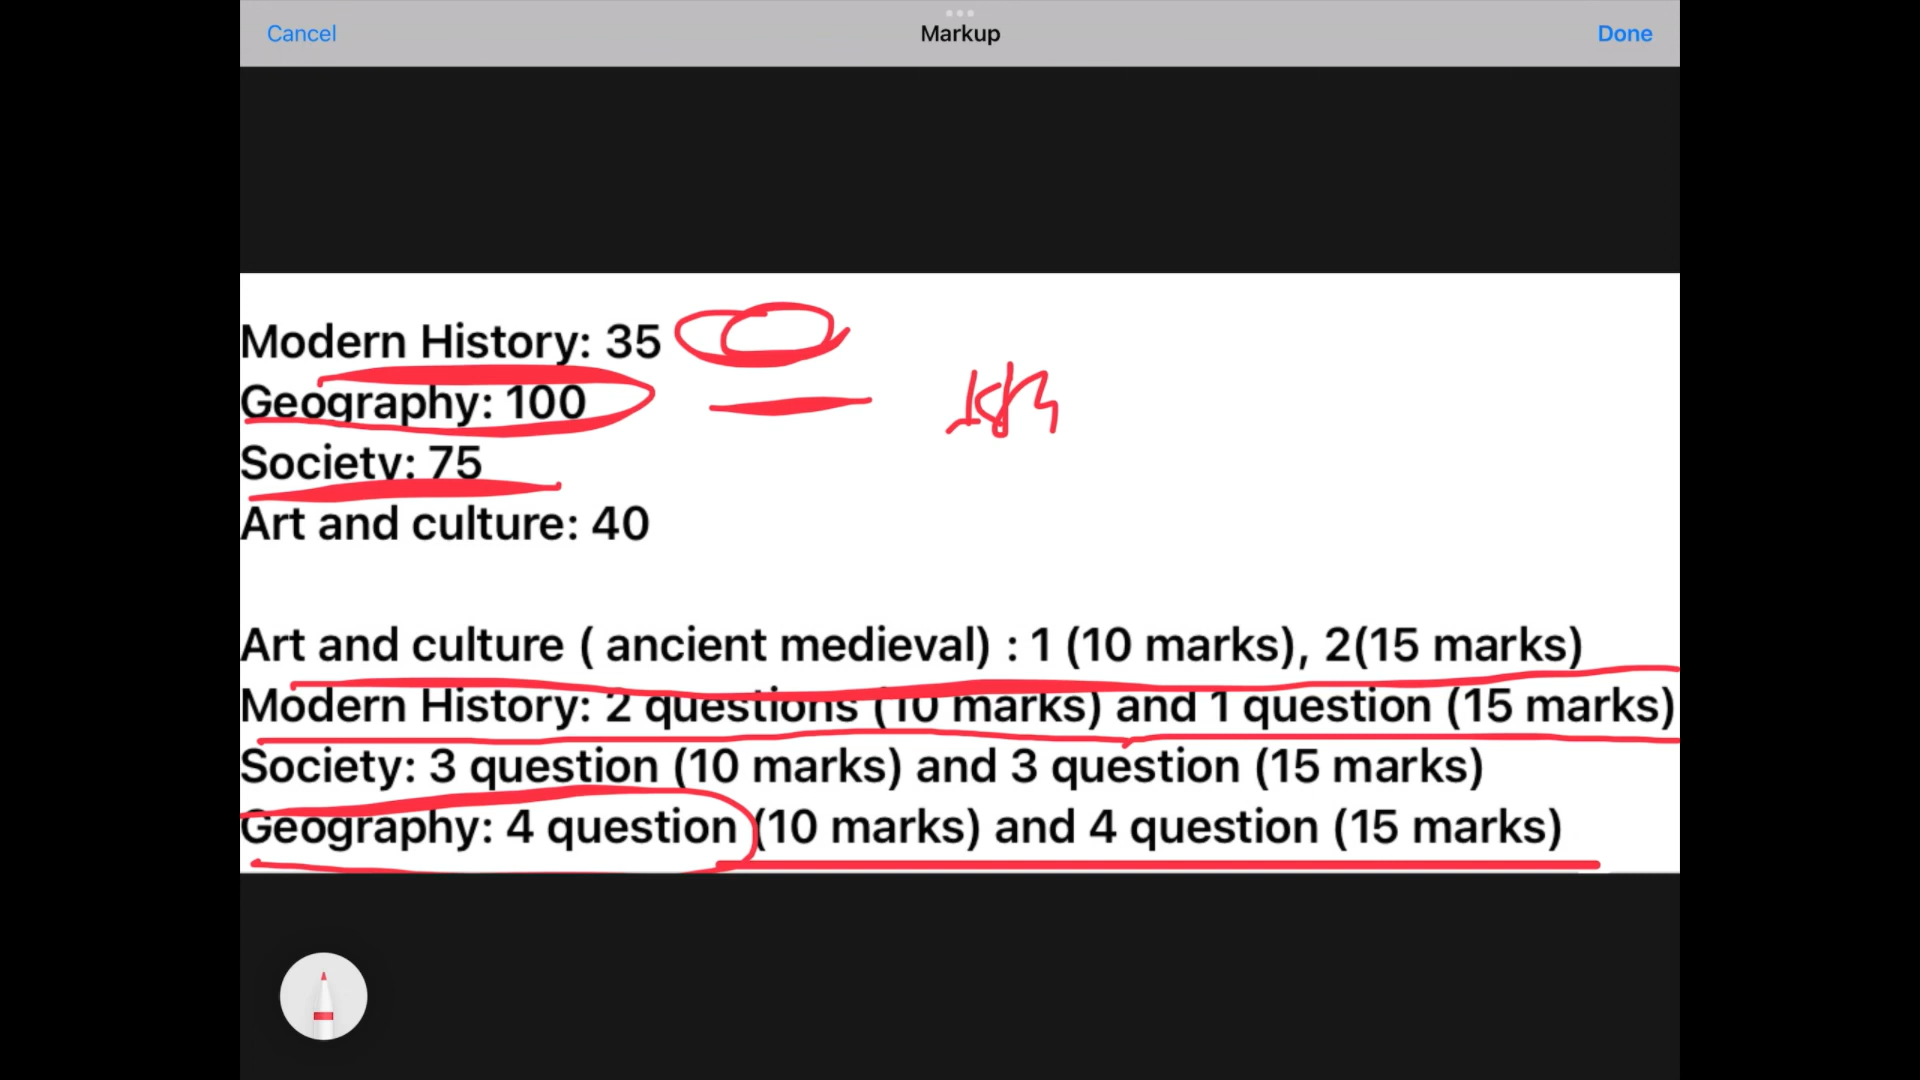 Cancel
Markup
Done
Modern History: 35
Geography: 100
Society: 75
Art and culture: 40
Art and culture ( ancient medieval) : 1 (10 marks), 2(15 marks)
Modern History: 2 questions (10 marks) and 1 question (15 marks)
Society: 3 question (10 marks) and 3 question (15 marks)
Geography: 4 question (10 marks) and 4 question (15 marks)